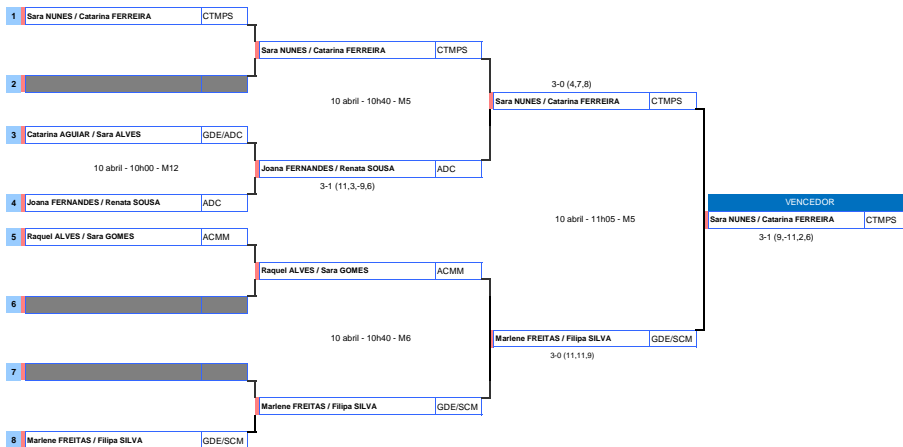 1 Sara NUNES / Catarina FERREIRA CTMPS
Sara NUNES / Catarina FERREIRA CTMPS
2
3-0 (4,7,8)
10 abril - 10h40 - M5
Sara NUNES / Catarina FERREIRA CTMPS
3 Catarina AGUIAR / Sara ALVES GDE/ADC
10 abril - 10h00 - M12
Joana FERNANDES / Renata SOUSA ADC
3-1 (11,3,-9,6)
4 Joana FERNANDES / Renata SOUSA ADC
VENCEDOR
10 abril - 11h05 - M5
Sara NUNES / Catarina FERREIRA CTMPS
3-1 (9,-11,2,6)
5 Raquel ALVES / Sara GOMES ACMM
Raquel ALVES / Sara GOMES ACMM
6
10 abril - 10h40 - M6
Marlene FREITAS / Filipa SILVA GDE/SCM
3-0 (11,11,9)
7
Marlene FREITAS / Filipa SILVA GDE/SCM
8 Marlene FREITAS / Filipa SILVA GDE/SCM